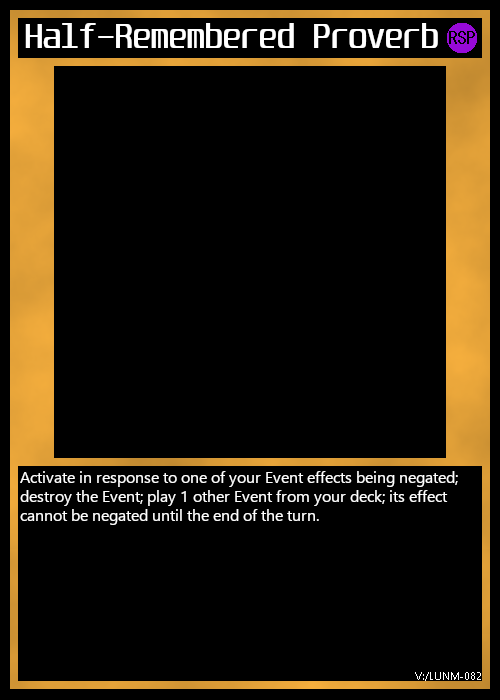 Half-Remembered Proverb RSP
Activate in response to one of your Event effects being negated;
destroy the Event; play 1 other Event from your deck; its effect
cannot be negated until the end of the turn.
V:/LUNM-082